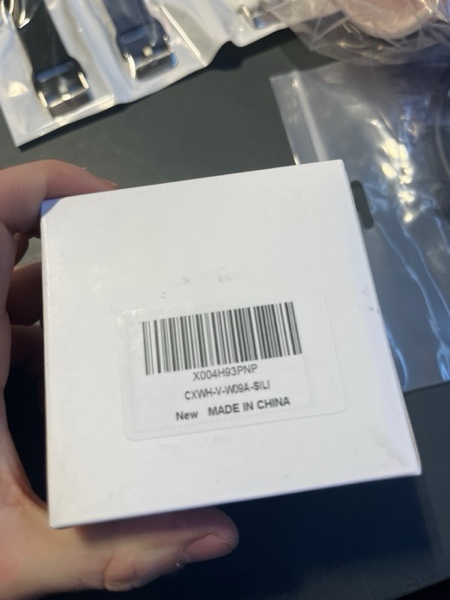 X004H93PNP
CXWH-V-W09A-SILI
New MADE IN CHINA